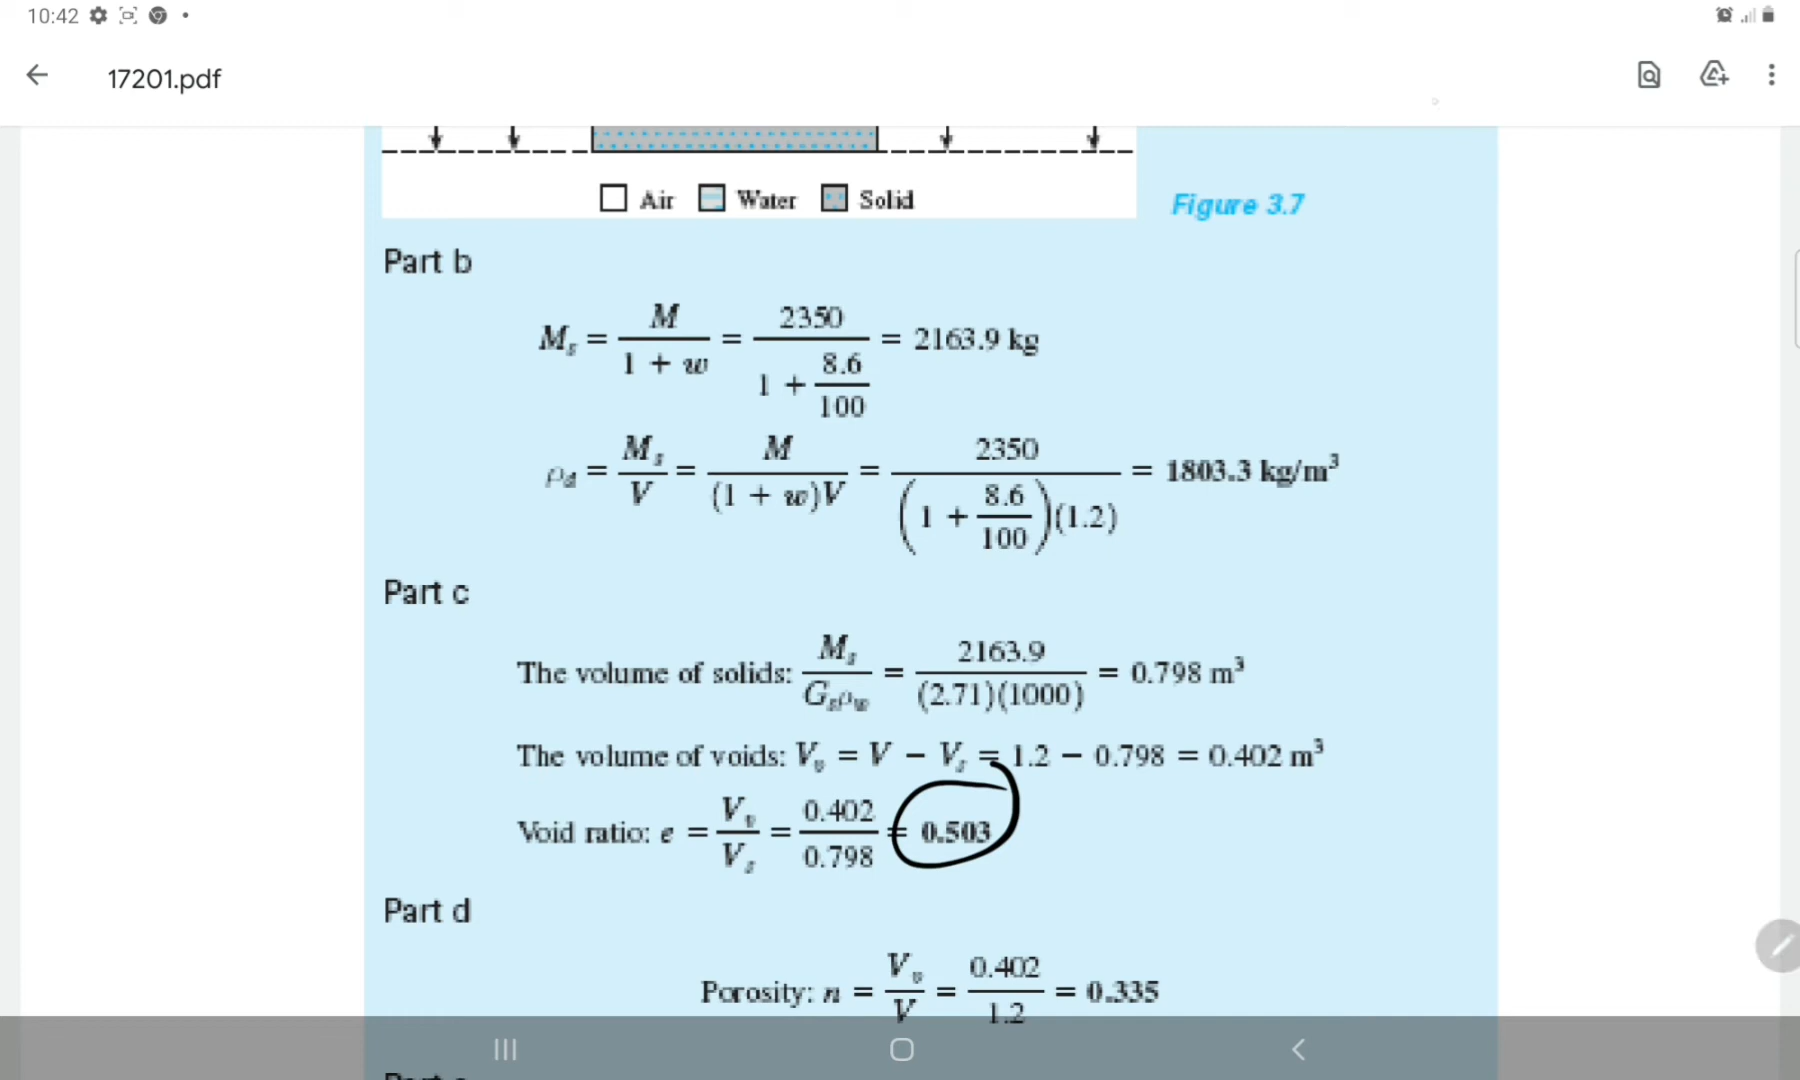 10:42
17201.pdf
Air Water Solid
Figure 3.7
Part b
M_s = M / (1 + w) = 2350 / (1 + 8.6/100) = 2163.9 kg
ρ_d = M_s / V = M / ((1 + w)V) = 2350 / ((1 + 8.6/100)(1.2)) = 1803.3 kg/m³
Part c
The volume of solids: M_s / (G_sρ_w) = 2163.9 / ((2.71)(1000)) = 0.798 m³
The volume of voids: V_v = V − V_s = 1.2 − 0.798 = 0.402 m³
Void ratio: e = V_v / V_s = 0.402 / 0.798 = 0.503
Part d
Porosity: n = V_v / V = 0.402 / 1.2 = 0.335